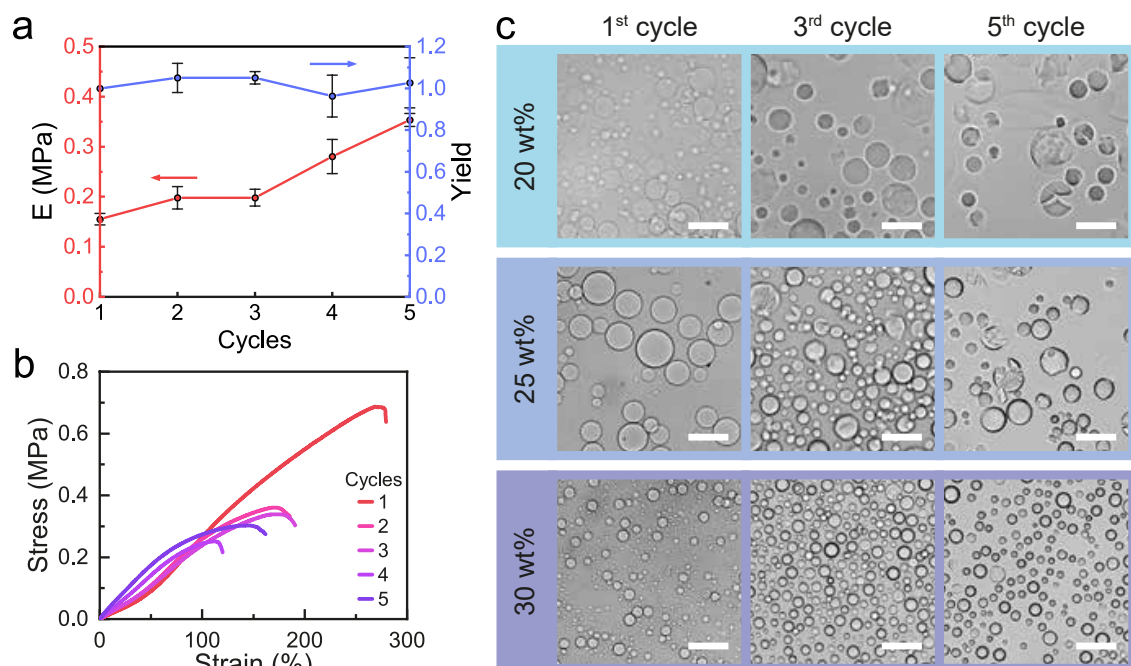 a
0.5
0.4
0.3
0.2
0.1
0.0
E (MPa)
1.2
1.0
0.8
0.6
0.4
0.2
0.0
Yield
1 2 3 4 5
Cycles
b
0.8
0.6
0.4
0.2
0.0
Stress (MPa)
Cycles
1
2
3
4
5
0 100 200 300
Strain (%)
c
1st cycle 3rd cycle 5th cycle
20 wt%
25 wt%
30 wt%